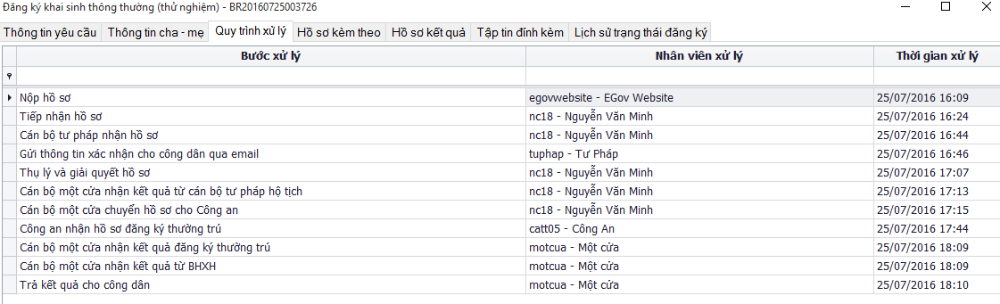 Đăng ký khai sinh thông thường (thử nghiệm) - BR20160725003726
Thông tin yêu cầu Thông tin cha - mẹ Quy trình xử lý Hồ sơ kèm theo Hồ sơ kết quả Tập tin đính kèm Lịch sử trạng thái đăng ký
Bước xử lý Nhân viên xử lý Thời gian xử lý
Nộp hồ sơ egovwebsite - EGov Website 25/07/2016 16:09
Tiếp nhận hồ sơ nc18 - Nguyễn Văn Minh 25/07/2016 16:24
Cán bộ tư pháp nhận hồ sơ nc18 - Nguyễn Văn Minh 25/07/2016 16:44
Gửi thông tin xác nhận cho công dân qua email tuphap - Tư Pháp 25/07/2016 16:46
Thụ lý và giải quyết hồ sơ nc18 - Nguyễn Văn Minh 25/07/2016 17:07
Cán bộ một cửa nhận kết quả từ cán bộ tư pháp hộ tịch nc18 - Nguyễn Văn Minh 25/07/2016 17:13
Cán bộ một cửa chuyển hồ sơ cho Công an nc18 - Nguyễn Văn Minh 25/07/2016 17:15
Công an nhận hồ sơ đăng ký thường trú catt05 - Công An 25/07/2016 17:44
Cán bộ một cửa nhận kết quả đăng ký thường trú motcua - Một cửa 25/07/2016 18:09
Cán bộ một cửa nhận kết quả từ BHXH motcua - Một cửa 25/07/2016 18:09
Trả kết quả cho công dân motcua - Một cửa 25/07/2016 18:10